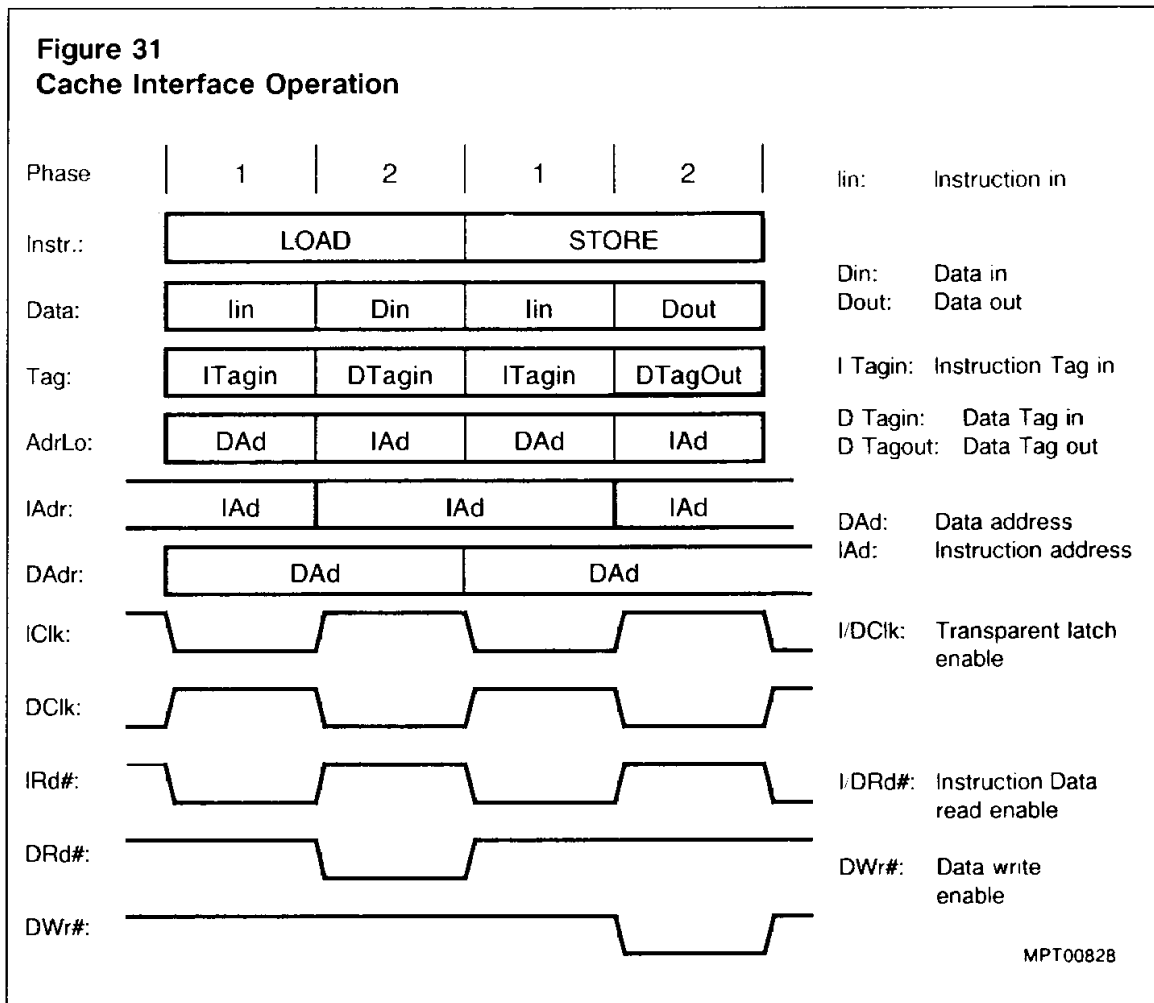 Figure 31
Cache Interface Operation
Phase 1 2 1 2
Iin: Instruction in
Instr.: LOAD STORE
Din: Data in
Data: Iin Din Iin Dout
Dout: Data out
Tag: ITagin DTagin ITagin DTagOut
I Tagin: Instruction Tag in
D Tagin: Data Tag in
AdrLo: DAd IAd DAd IAd
D Tagout: Data Tag out
IAdr: IAd IAd IAd
DAd: Data address
IAd: Instruction address
DAdr: DAd DAd
IClk:
I/DClk: Transparent latch
enable
DClk:
IRd#:
I/DRd#: Instruction Data
read enable
DRd#:
DWr#: Data write
enable
DWr#:
MPT00828